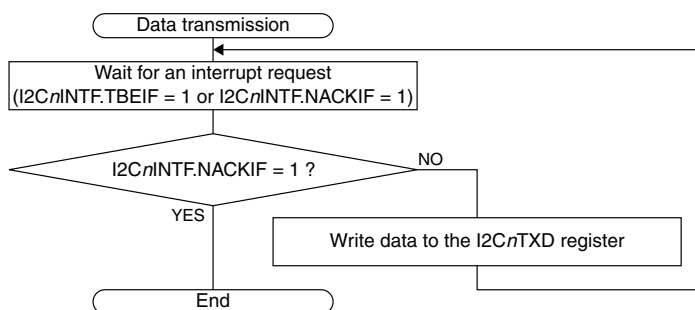 Data transmission
Wait for an interrupt request
(I2CnINTF.TBEIF = 1 or I2CnINTF.NACKIF = 1)
I2CnINTF.NACKIF = 1 ?
NO
YES
Write data to the I2CnTXD register
End